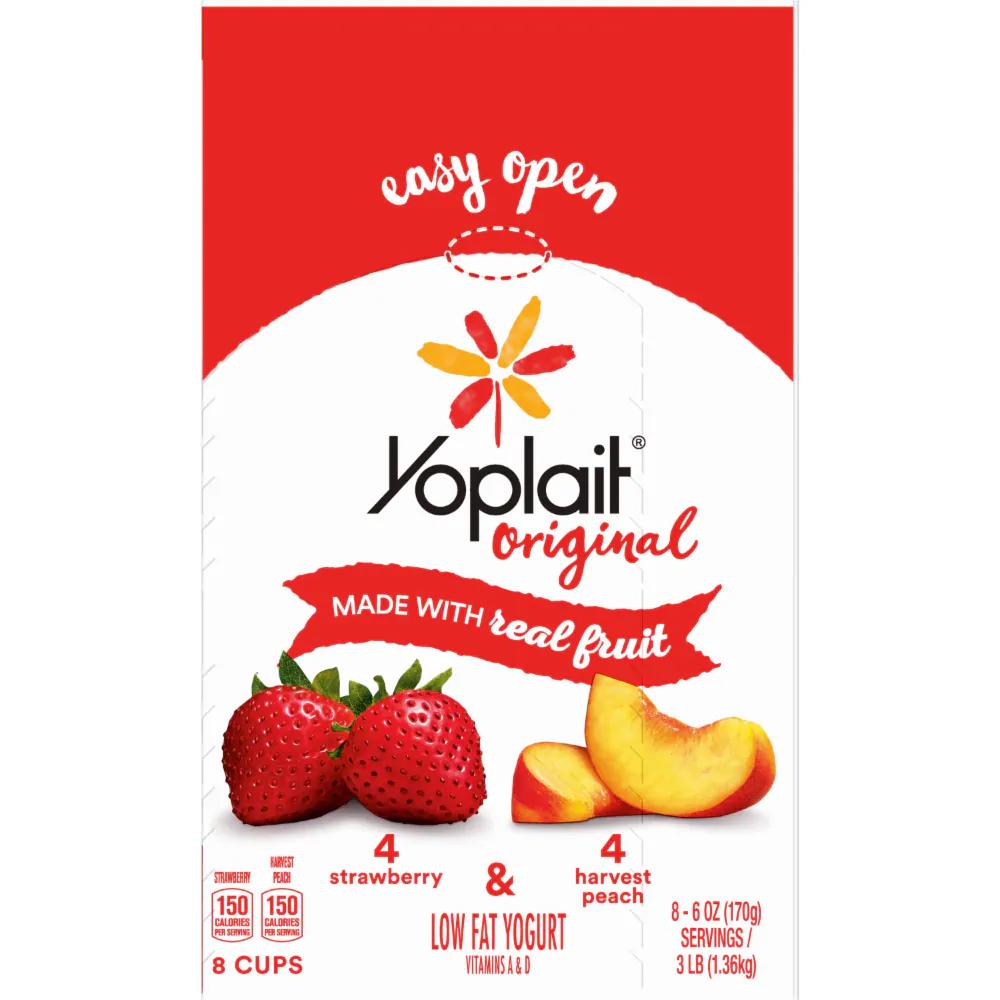 easy open
Yoplait®
original
MADE WITH real fruit
4
strawberry
&
4
harvest
peach
STRAWBERRY
150
CALORIES
PER SERVING
HARVEST
PEACH
150
CALORIES
PER SERVING
8 CUPS
LOW FAT YOGURT
VITAMINS A & D
8 - 6 OZ (170g)
SERVINGS /
3 LB (1.36kg)